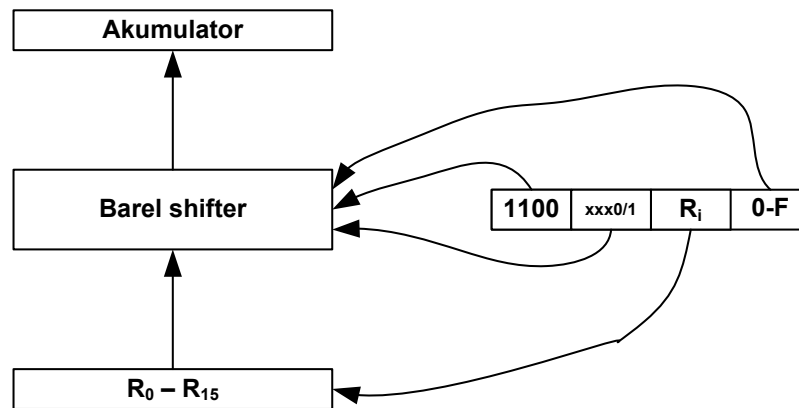 Akumulator
Barel shifter
1100 xxx0/1 Ri 0-F
R0 – R15